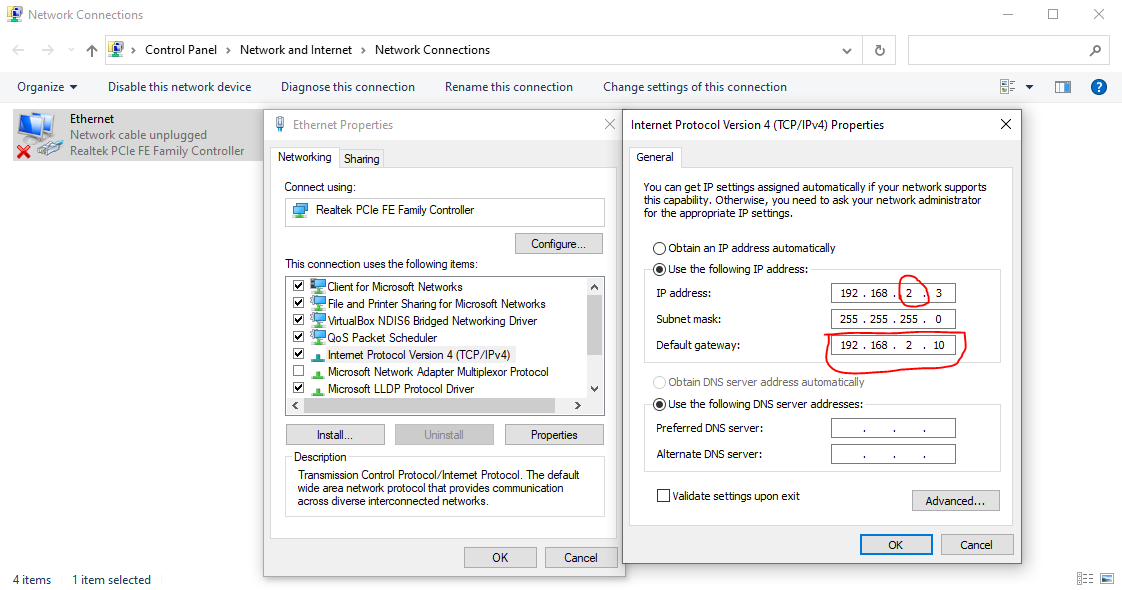 Network Connections
Control Panel > Network and Internet > Network Connections
Organize Disable this network device Diagnose this connection Rename this connection Change settings of this connection
Ethernet
Network cable unplugged
Realtek PCIe FE Family Controller
Ethernet Properties
Networking Sharing
Connect using:
Realtek PCIe FE Family Controller
Configure...
This connection uses the following items:
Client for Microsoft Networks
File and Printer Sharing for Microsoft Networks
VirtualBox NDIS6 Bridged Networking Driver
QoS Packet Scheduler
Internet Protocol Version 4 (TCP/IPv4)
Microsoft Network Adapter Multiplexor Protocol
Microsoft LLDP Protocol Driver
Install... Uninstall Properties
Description
Transmission Control Protocol/Internet Protocol. The default
wide area network protocol that provides communication
across diverse interconnected networks.
OK Cancel
Internet Protocol Version 4 (TCP/IPv4) Properties
General
You can get IP settings assigned automatically if your network supports
this capability. Otherwise, you need to ask your network administrator
for the appropriate IP settings.
Obtain an IP address automatically
Use the following IP address:
IP address: 192 . 168 . 2 . 3
Subnet mask: 255 . 255 . 255 . 0
Default gateway: 192 . 168 . 2 . 10
Obtain DNS server address automatically
Use the following DNS server addresses:
Preferred DNS server: . . .
Alternate DNS server: . . .
Validate settings upon exit
Advanced...
OK Cancel
4 items 1 item selected